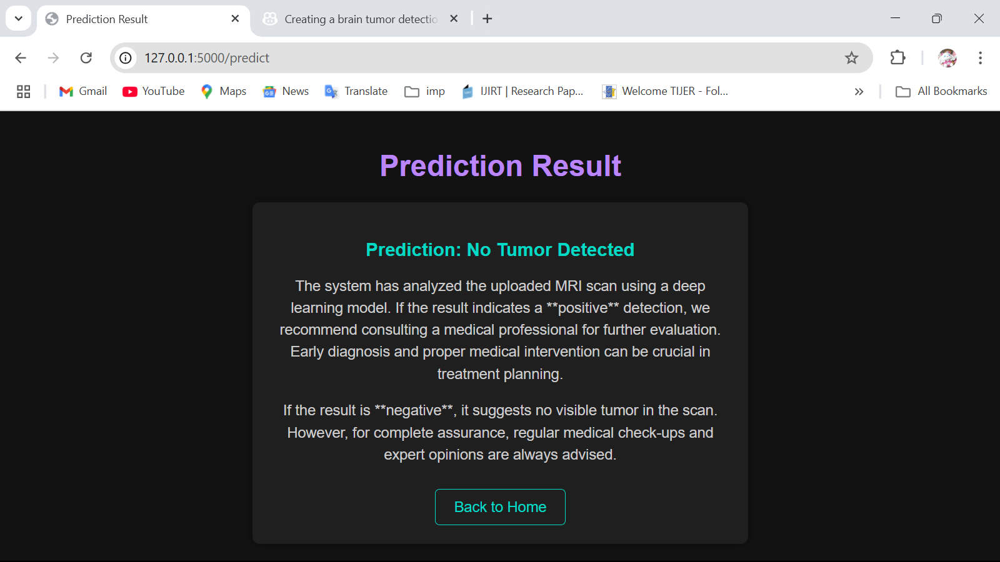 Prediction Result
Creating a brain tumor detectio
127.0.0.1:5000/predict
Gmail
YouTube
Maps
News
Translate
imp
IJIRT | Research Pap...
Welcome TIJER - Fol...
All Bookmarks
Prediction Result
Prediction: No Tumor Detected
The system has analyzed the uploaded MRI scan using a deep
learning model. If the result indicates a **positive** detection, we
recommend consulting a medical professional for further evaluation.
Early diagnosis and proper medical intervention can be crucial in
treatment planning.
If the result is **negative**, it suggests no visible tumor in the scan.
However, for complete assurance, regular medical check-ups and
expert opinions are always advised.
Back to Home